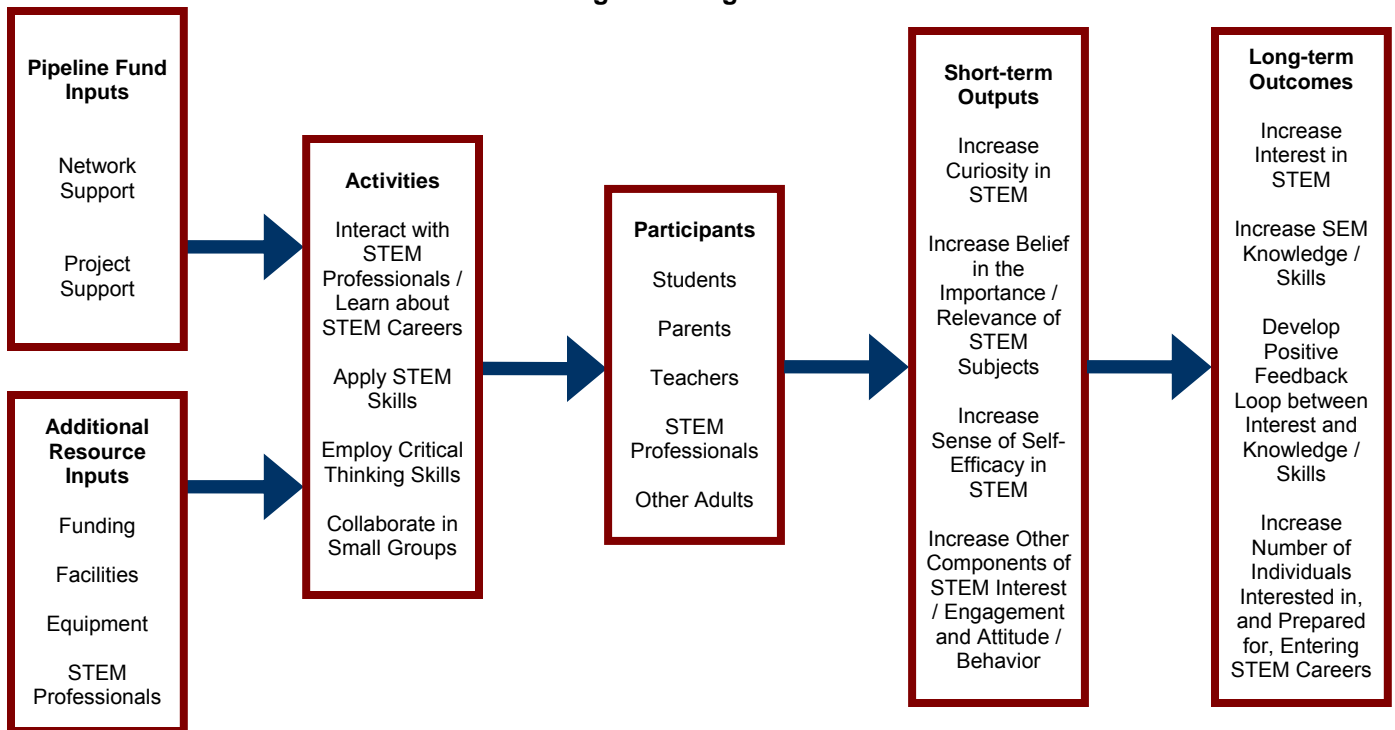 Pipeline Fund
Inputs
Network
Support
Project
Support
Additional
Resource
Inputs
Funding
Facilities
Equipment
STEM
Professionals
Activities
Interact with
STEM
Professionals /
Learn about
STEM Careers
Apply STEM
Skills
Employ Critical
Thinking Skills
Collaborate in
Small Groups
Participants
Students
Parents
Teachers
STEM
Professionals
Other Adults
Short-term
Outputs
Increase
Curiosity in
STEM
Increase Belief
in the
Importance /
Relevance of
STEM
Subjects
Increase
Sense of Self-
Efficacy in
STEM
Increase Other
Components of
STEM Interest
/ Engagement
and Attitude /
Behavior
Long-term
Outcomes
Increase
Interest in
STEM
Increase SEM
Knowledge /
Skills
Develop
Positive
Feedback
Loop between
Interest and
Knowledge /
Skills
Increase
Number of
Individuals
Interested in,
and Prepared
for, Entering
STEM Careers